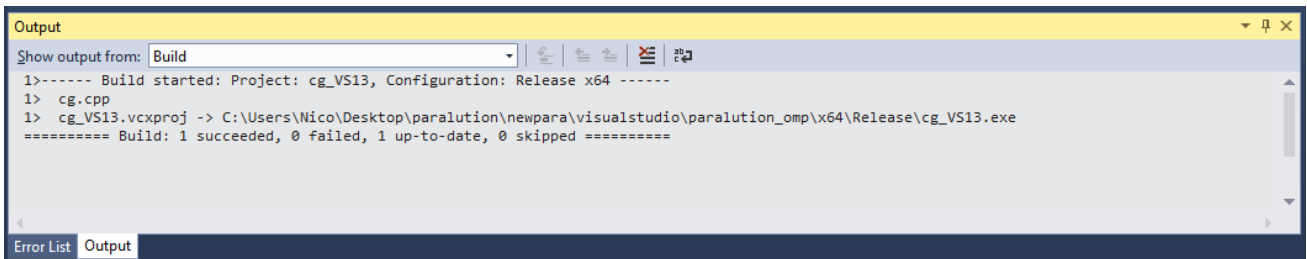 Output
Show output from: Build
1>------ Build started: Project: cg_VS13, Configuration: Release x64 ------
1>  cg.cpp
1>  cg_VS13.vcxproj -> C:\Users\Nico\Desktop\paralution\newpara\visualstudio\paralution_omp\x64\Release\cg_VS13.exe
========== Build: 1 succeeded, 0 failed, 1 up-to-date, 0 skipped ==========
Error List Output